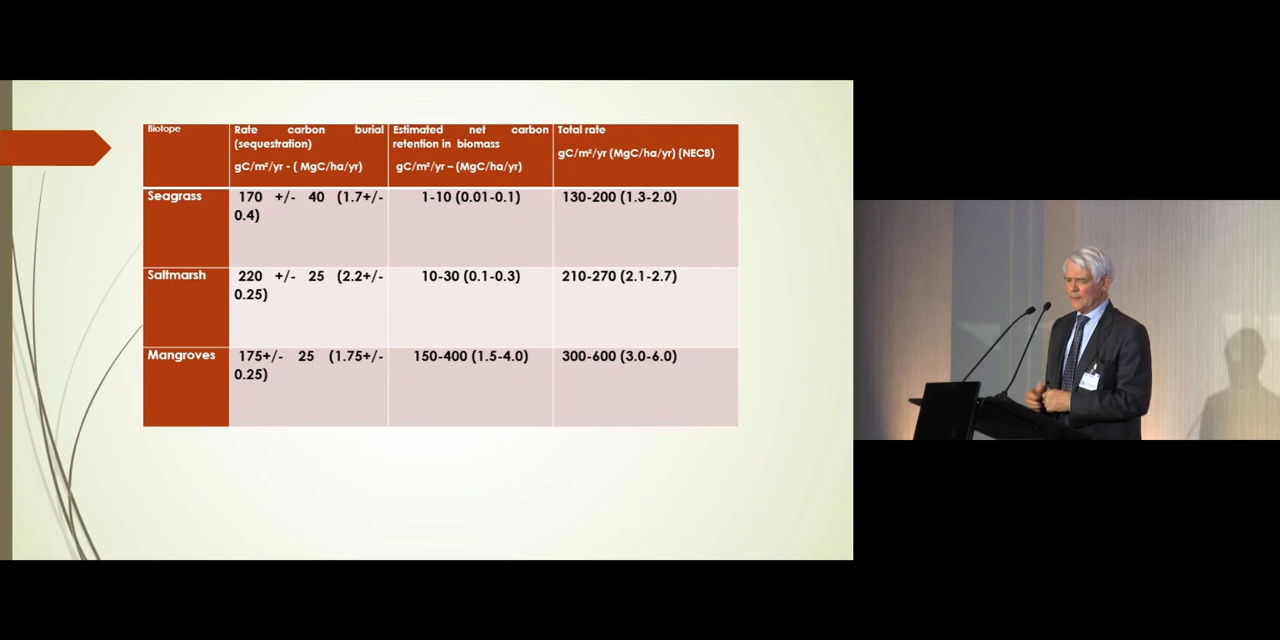 Biotope
Rate carbon burial
(sequestration)
gC/m²/yr - ( MgC/ha/yr)
Estimated net carbon
retention in biomass
gC/m²/yr – (MgC/ha/yr)
Total rate
gC/m²/yr (MgC/ha/yr) (NECB)
Seagrass
170 +/- 40 (1.7+/-
0.4)
1-10 (0.01-0.1)
130-200 (1.3-2.0)
Saltmarsh
220 +/- 25 (2.2+/-
0.25)
10-30 (0.1-0.3)
210-270 (2.1-2.7)
Mangroves
175+/- 25 (1.75+/-
0.25)
150-400 (1.5-4.0)
300-600 (3.0-6.0)